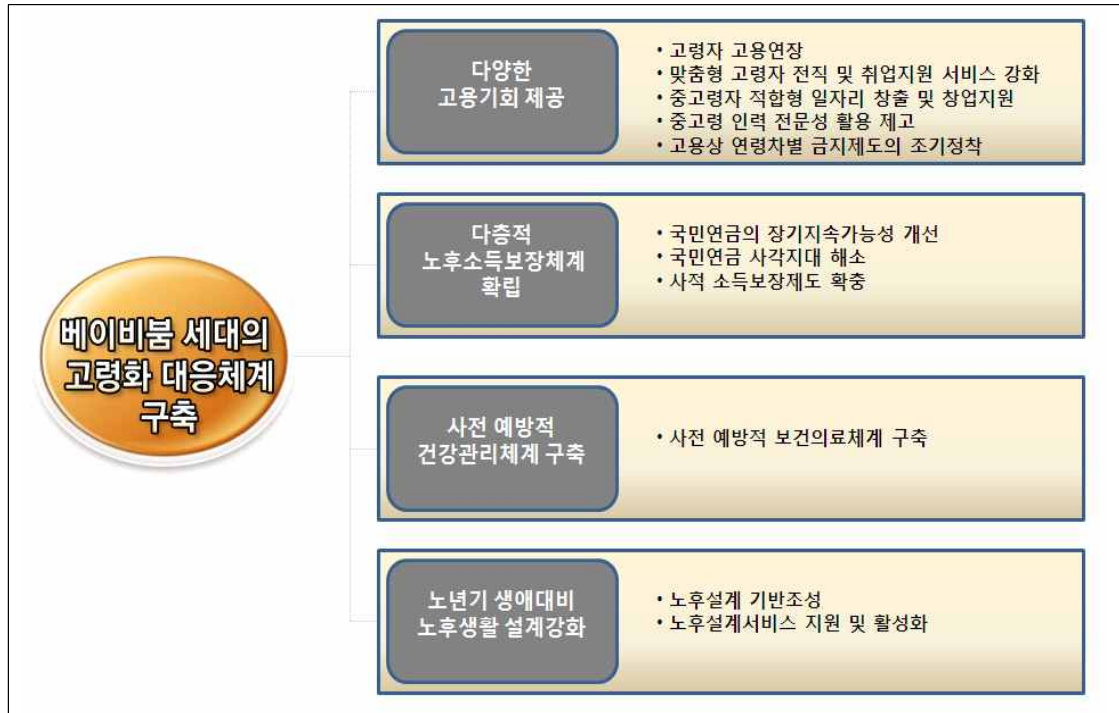 베이비붐 세대의
고령화 대응체계
구축
다양한
고용기회 제공
• 고령자 고용연장
• 맞춤형 고령자 전직 및 취업지원 서비스 강화
• 중고령자 적합형 일자리 창출 및 창업지원
• 중고령 인력 전문성 활용 제고
• 고용상 연령차별 금지제도의 조기정착
다층적
노후소득보장체계
확립
• 국민연금의 장기지속가능성 개선
• 국민연금 사각지대 해소
• 사적 소득보장제도 확충
사전 예방적
건강관리체계 구축
• 사전 예방적 보건의료체계 구축
노년기 생애대비
노후생활 설계강화
• 노후설계 기반조성
• 노후설계서비스 지원 및 활성화